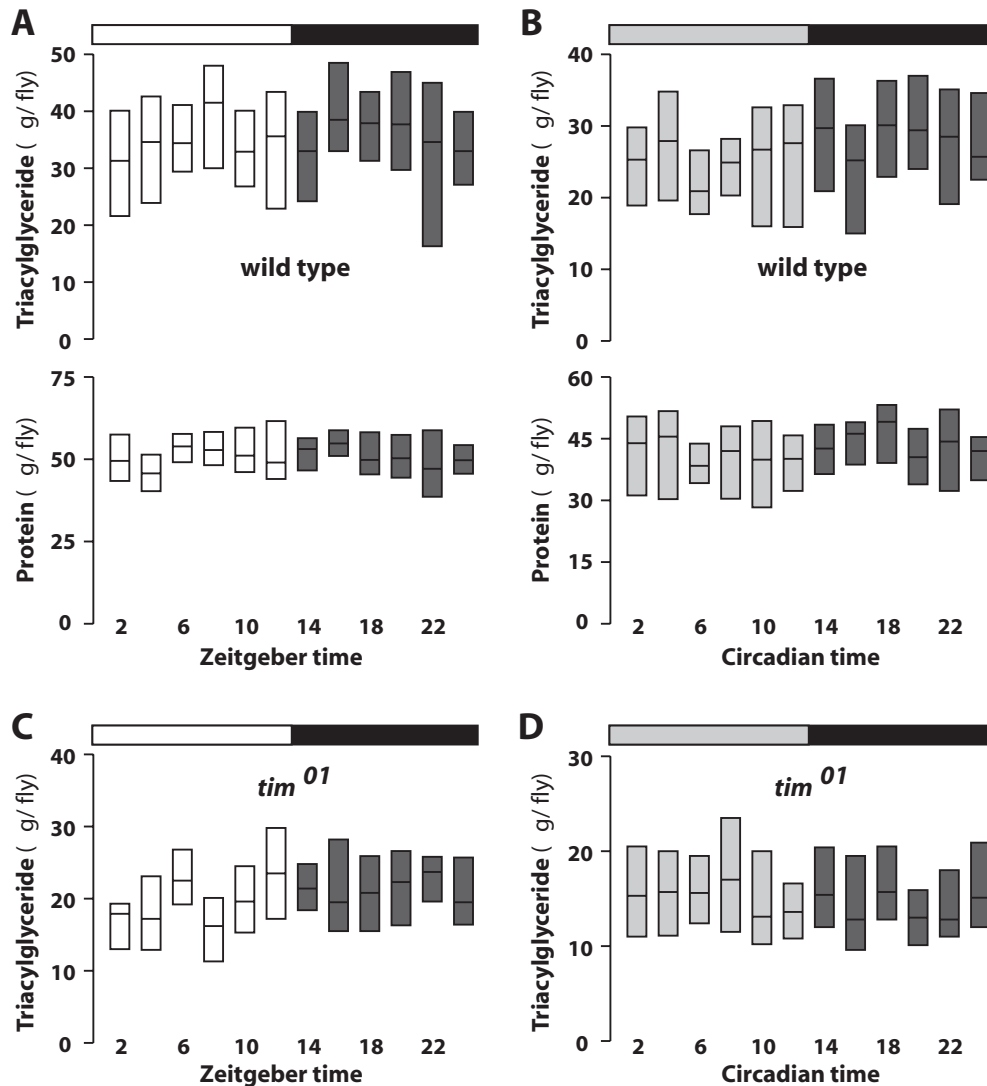 A
50
40
30
20
10
0
Triacylglyceride ( g/ fly)
wild type
75
50
25
0
Protein ( g/fly)
2 6 10 14 18 22
Zeitgeber time
B
40
30
20
10
0
Triacylglyceride ( g/fly)
wild type
60
45
30
15
0
Protein ( g/fly)
2 6 10 14 18 22
Circadian time
C
40
30
20
10
0
Triacylglyceride ( g/ fly)
tim 01
2 6 10 14 18 22
Zeitgeber time
D
30
20
10
0
Triacylglyceride ( g/ fly)
tim 01
2 6 10 14 18 22
Circadian time